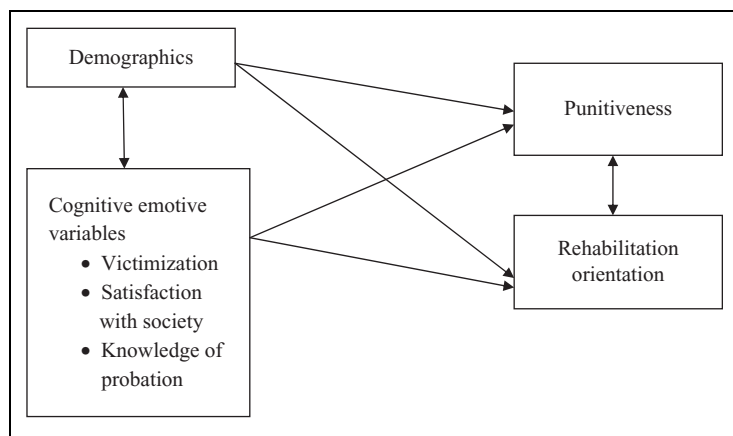 Demographics
Cognitive emotive
variables
• Victimization
• Satisfaction
with society
• Knowledge of
probation
Punitiveness
Rehabilitation
orientation